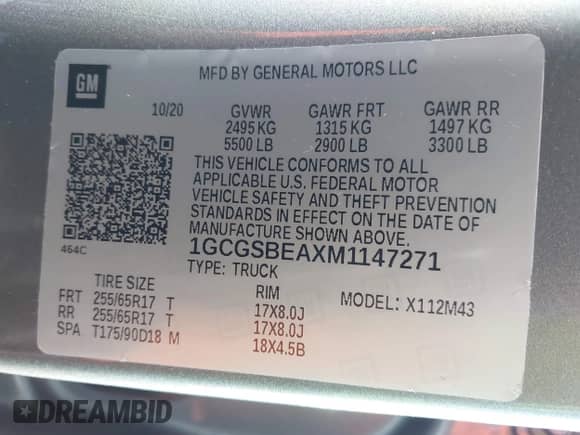 GM
MFD BY GENERAL MOTORS LLC
10/20 GVWR GAWR FRT GAWR RR
2495 KG 1315 KG 1497 KG
5500 LB 2900 LB 3300 LB
THIS VEHICLE CONFORMS TO ALL
APPLICABLE U.S. FEDERAL MOTOR
VEHICLE SAFETY AND THEFT PREVENTION
STANDARDS IN EFFECT ON THE DATE OF
MANUFACTURE SHOWN ABOVE.
464C
1GCGSBEAXM1147271
TYPE: TRUCK
TIRE SIZE RIM MODEL: X112M43
FRT 255/65R17 T 17X8.0J
RR 255/65R17 T 17X8.0J
SPA T175/90D18 M 18X4.5B
DREAMBID